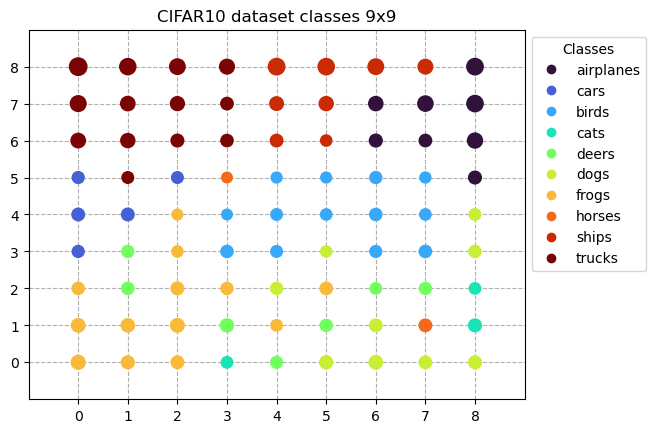 CIFAR10 dataset classes 9x9
8
7
6
5
4
3
2
1
0
0 1 2 3 4 5 6 7 8
Classes
airplanes
cars
birds
cats
deers
dogs
frogs
horses
ships
trucks